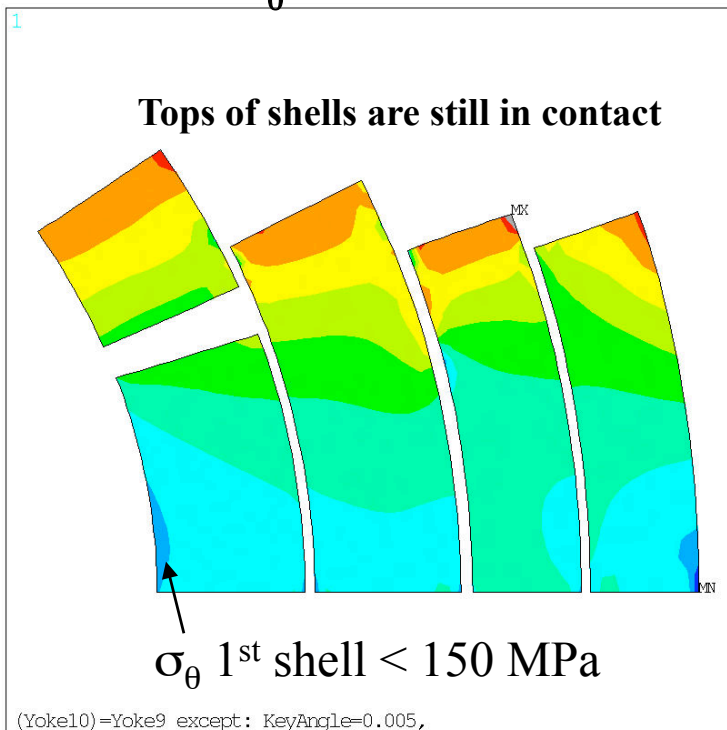 θ
1
Tops of shells are still in contact
MX
MN
σθ 1st shell < 150 MPa
(Yoke10)=Yoke9 except: KeyAngle=0.005,